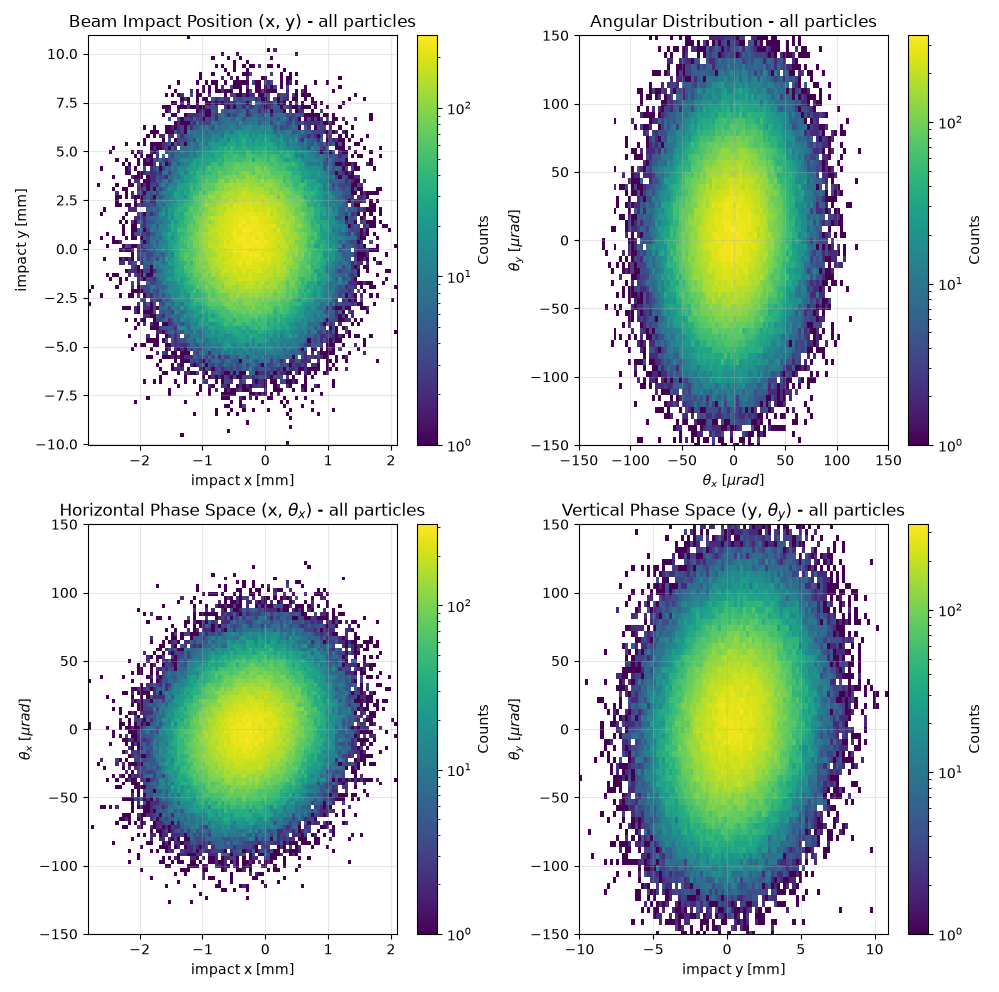 Beam Impact Position (x, y) - all particles
10.0
7.5
5.0
2.5
0.0
−2.5
−5.0
−7.5
−10.0
impact y [mm]
−2 −1 0 1 2
impact x [mm]
10²
10¹
10⁰
Counts
Angular Distribution - all particles
150
100
50
0
−50
−100
−150
θy [μrad]
−150 −100 −50 0 50 100 150
θx [μrad]
10²
10¹
10⁰
Counts
Horizontal Phase Space (x, θx) - all particles
150
100
50
0
−50
−100
−150
θx [μrad]
−2 −1 0 1 2
impact x [mm]
10²
10¹
10⁰
Counts
Vertical Phase Space (y, θy) - all particles
150
100
50
0
−50
−100
−150
θy [μrad]
−10 −5 0 5 10
impact y [mm]
10²
10¹
10⁰
Counts